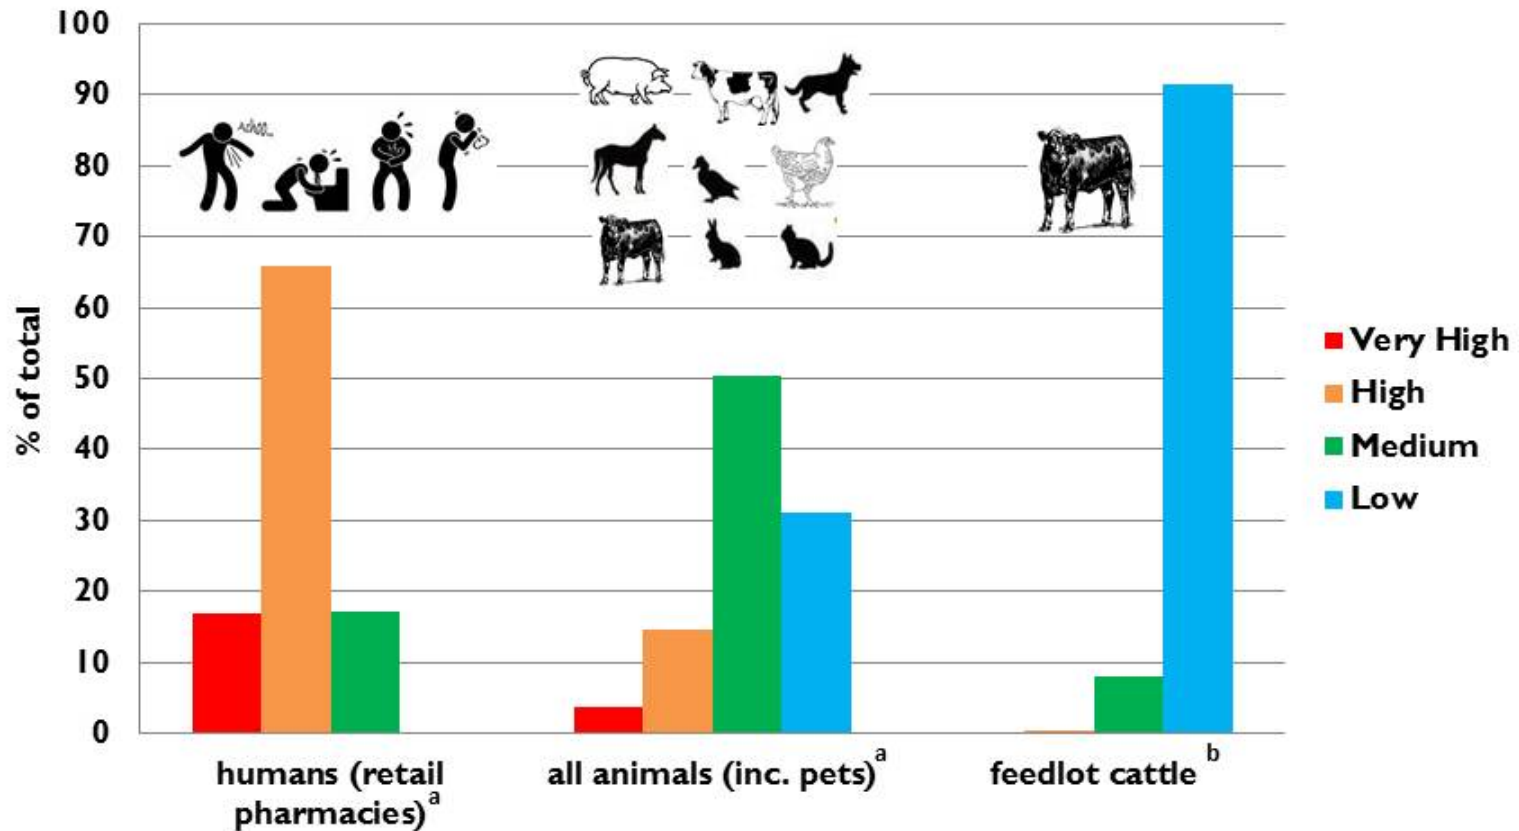 100
90
80
70
60
50
40
30
20
10
0
% of total
Achoo...
humans (retail
pharmacies)a
all animals (inc. pets)a
feedlot cattle b
Very High
High
Medium
Low